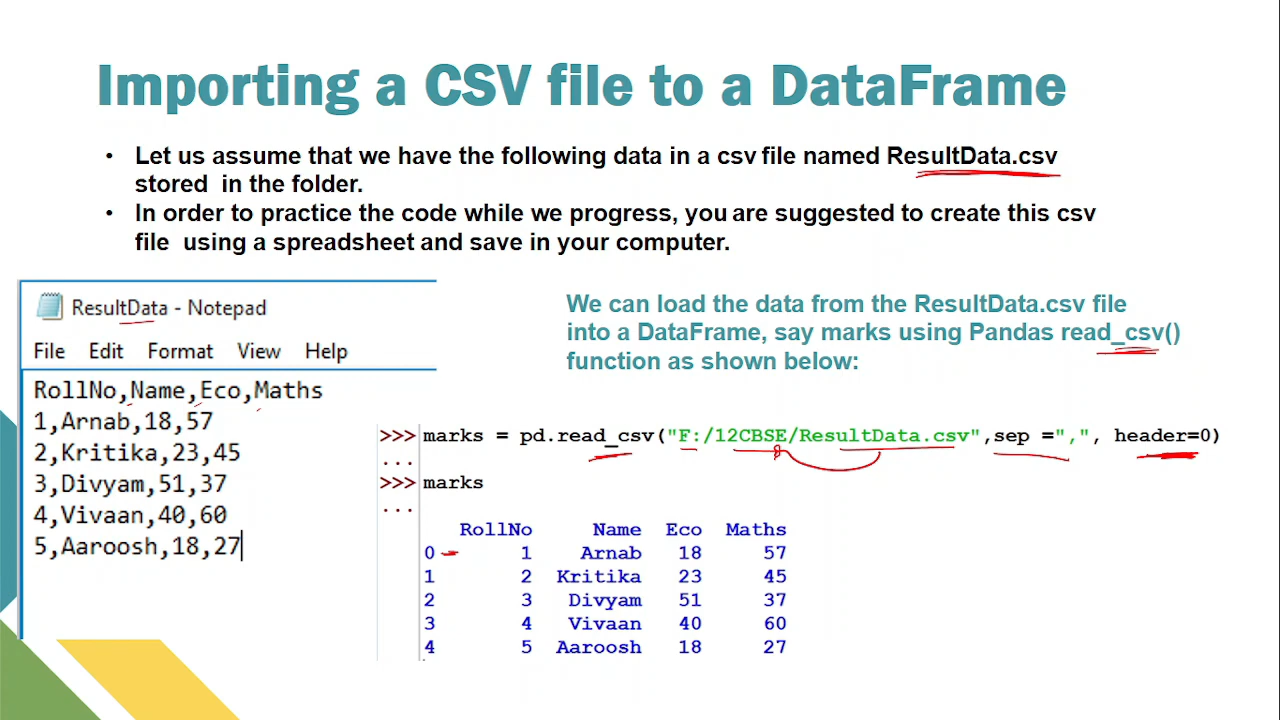 Importing a CSV file to a DataFrame
• Let us assume that we have the following data in a csv file named ResultData.csv
stored in the folder.
• In order to practice the code while we progress, you are suggested to create this csv
file using a spreadsheet and save in your computer.
ResultData - Notepad
File Edit Format View Help
RollNo,Name,Eco,Maths
1,Arnab,18,57
2,Kritika,23,45
3,Divyam,51,37
4,Vivaan,40,60
5,Aaroosh,18,27
We can load the data from the ResultData.csv file
into a DataFrame, say marks using Pandas read_csv()
function as shown below:
>>> marks = pd.read_csv("F:/12CBSE/ResultData.csv",sep =",", header=0)
...
>>> marks
...
RollNo Name Eco Maths
0 1 Arnab 18 57
1 2 Kritika 23 45
2 3 Divyam 51 37
3 4 Vivaan 40 60
4 5 Aaroosh 18 27